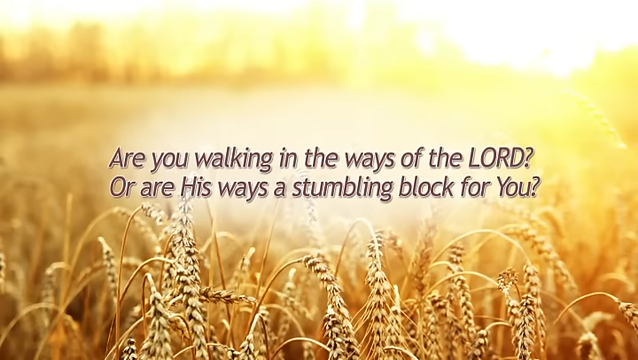 Are you walking in the ways of the LORD?
Or are His ways a stumbling block for You?